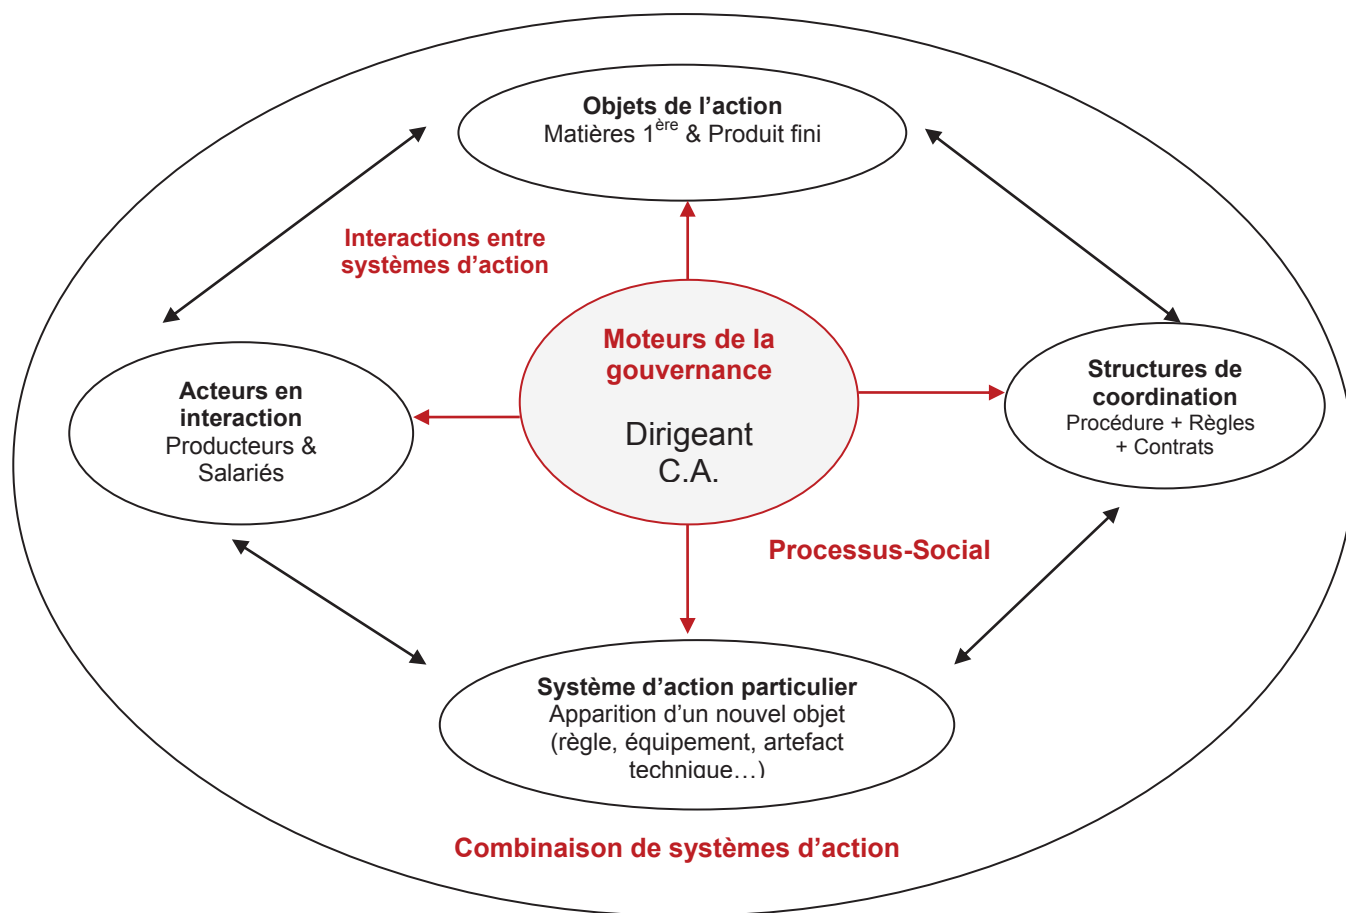 Objets de l’action
Matières 1ère & Produit fini
Interactions entre
systèmes d’action
Moteurs de la
gouvernance
Dirigeant
C.A.
Acteurs en
interaction
Producteurs &
Salariés
Structures de
coordination
Procédure + Règles
+ Contrats
Processus-Social
Système d’action particulier
Apparition d’un nouvel objet
(règle, équipement, artefact
technique…)
Combinaison de systèmes d’action